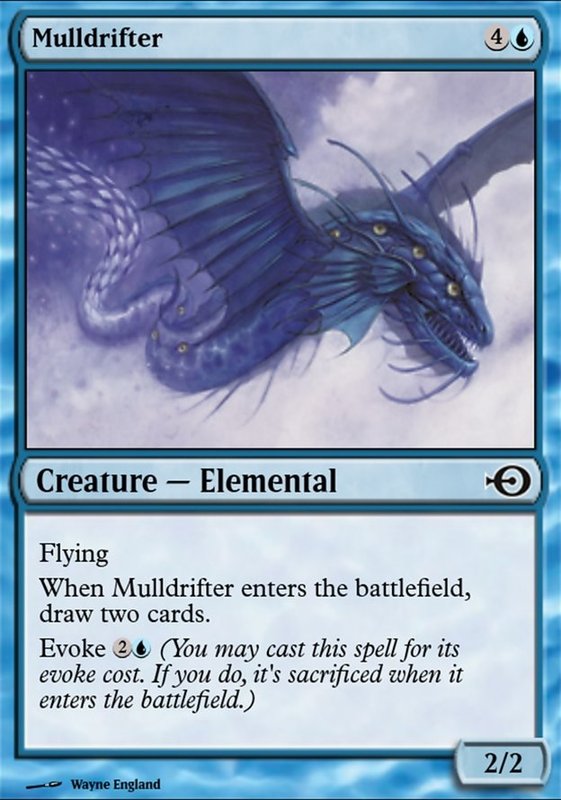 Mulldrifter 4
Creature — Elemental
Flying
When Mulldrifter enters the battlefield,
draw two cards.
Evoke 2 (You may cast this spell for its
evoke cost. If you do, it's sacrificed when it
enters the battlefield.)
2/2
Wayne England